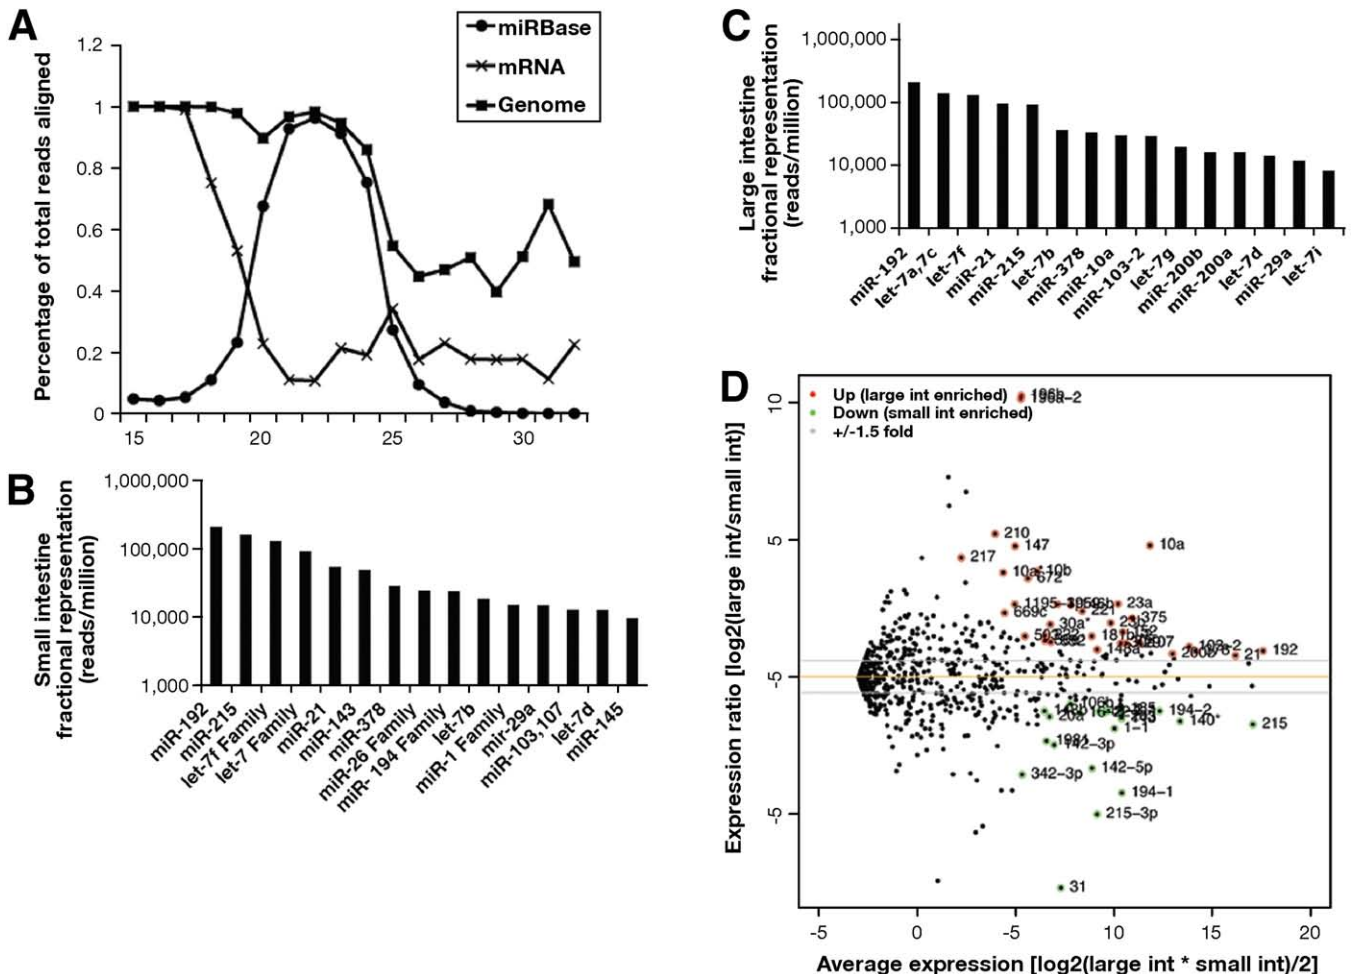 A
miRBase
mRNA
Genome
Percentage of total reads aligned
1.2
1
0.8
0.6
0.4
0.2
0
15
20
25
30
B
Small intestine
fractional representation
(reads/million)
1,000,000
100,000
10,000
1,000
miR-192
miR-215
let-7f Family
let-7 Family
miR-21
miR-143
miR-378
miR-26 Family
miR- 194 Family
let-7b
miR-1 Family
mir-29a
miR-103,107
let-7d
miR-145
C
Large intestine
fractional representation
(reads/million)
1,000,000
100,000
10,000
1,000
miR-192
let-7a,7c
let-7f
miR-21
miR-215
let-7b
miR-378
miR-10a
miR-103-2
let-7g
miR-200b
miR-200a
let-7d
miR-29a
let-7i
D
Up (large int enriched)
Down (small int enriched)
+/-1.5 fold
Expression ratio [log2(large int/small int)]
10
5
-5
-5
196b
196a-2
210
147
10a
217
10a*
10b
672
23a
669c
221
375
30a*
192
21
194-2
20a
140*
215
1-1
142-3p
342-3p
142-5p
194-1
215-3p
31
-5
0
-5
10
15
20
Average expression [log2(large int * small int)/2]